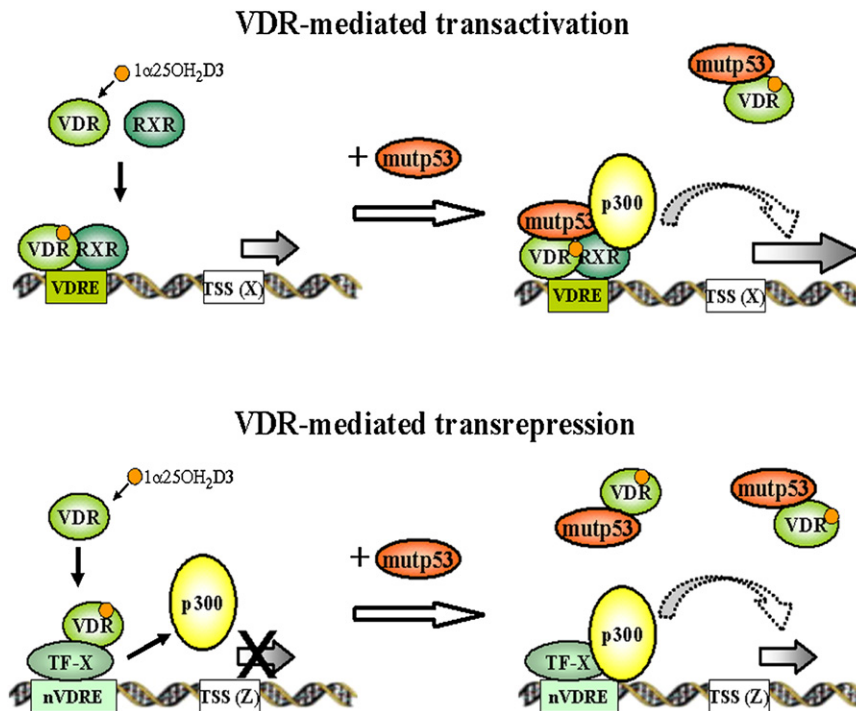 VDR-mediated transactivation
1α25OH₂D3
VDR
RXR
VDR
RXR
VDRE
TSS (X)
+ mutp53
mutp53
VDR
mutp53
p300
VDR
RXR
VDRE
TSS (X)
VDR-mediated transrepression
1α25OH₂D3
VDR
VDR
TF-X
p300
X
nVDRE
TSS (Z)
+ mutp53
VDR
mutp53
mutp53
VDR
TF-X
p300
nVDRE
TSS (Z)